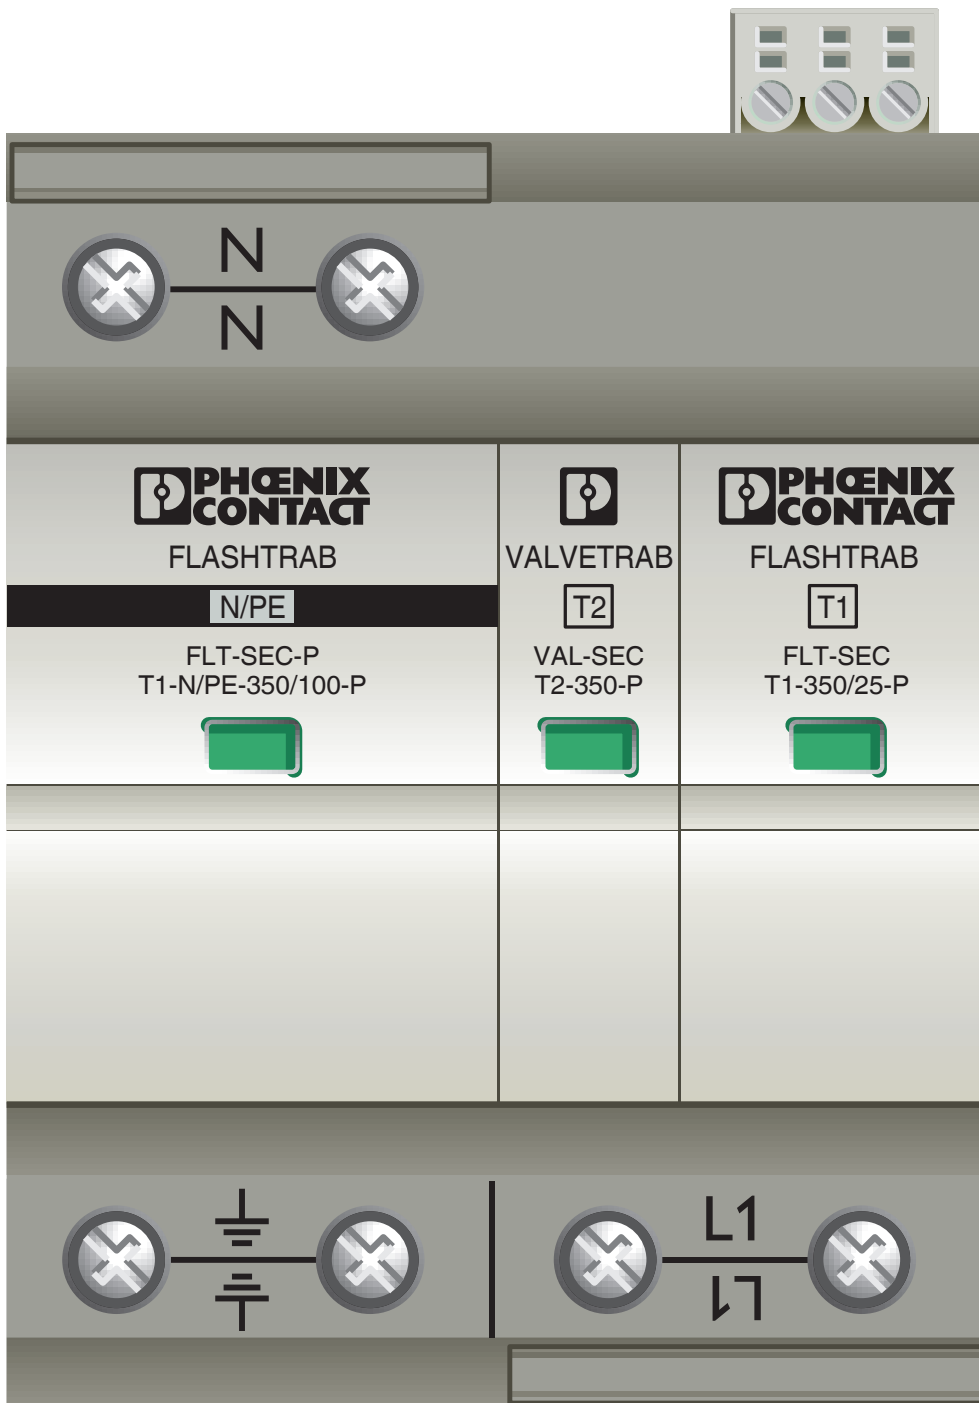 N
N
PHŒNIX
CONTACT
FLASHTRAB
N/PE
FLT-SEC-P
T1-N/PE-350/100-P
VALVETRAB
T2
VAL-SEC
T2-350-P
PHŒNIX
CONTACT
FLASHTRAB
T1
FLT-SEC
T1-350/25-P
L1
L1